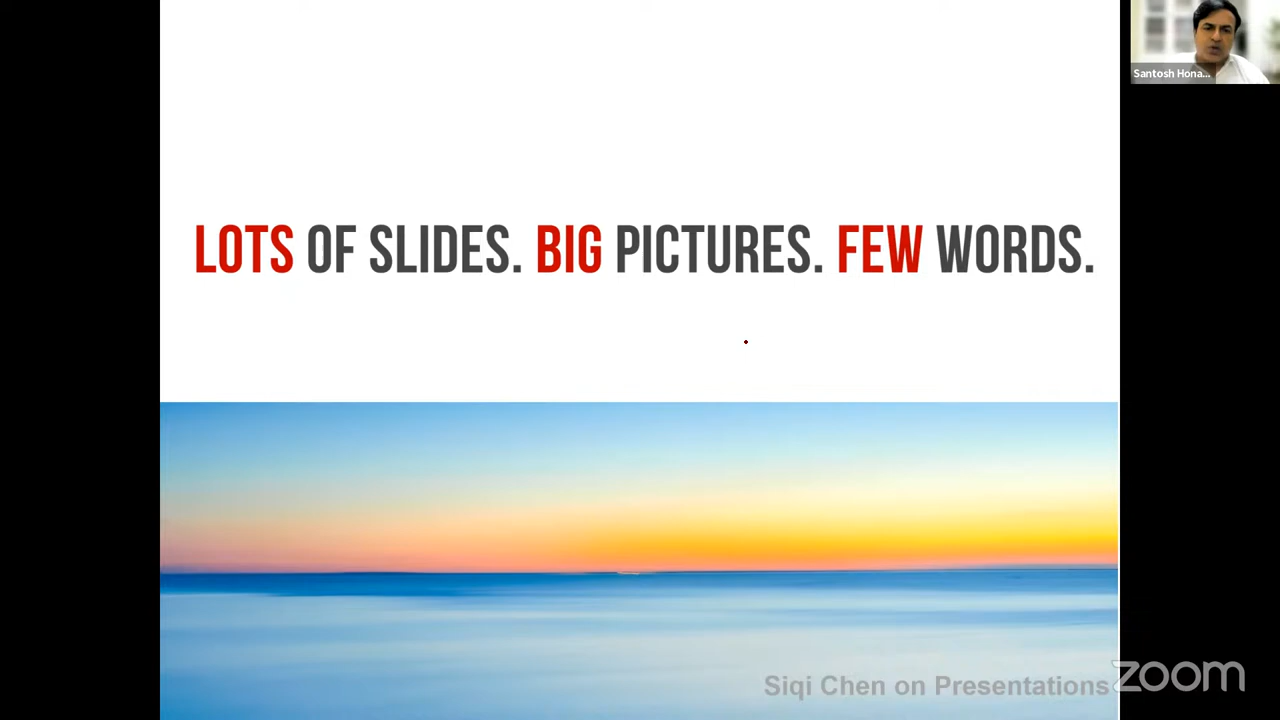 Santosh Hona...
LOTS OF SLIDES. BIG PICTURES. FEW WORDS.
Siqi Chen on Presentations
zoom